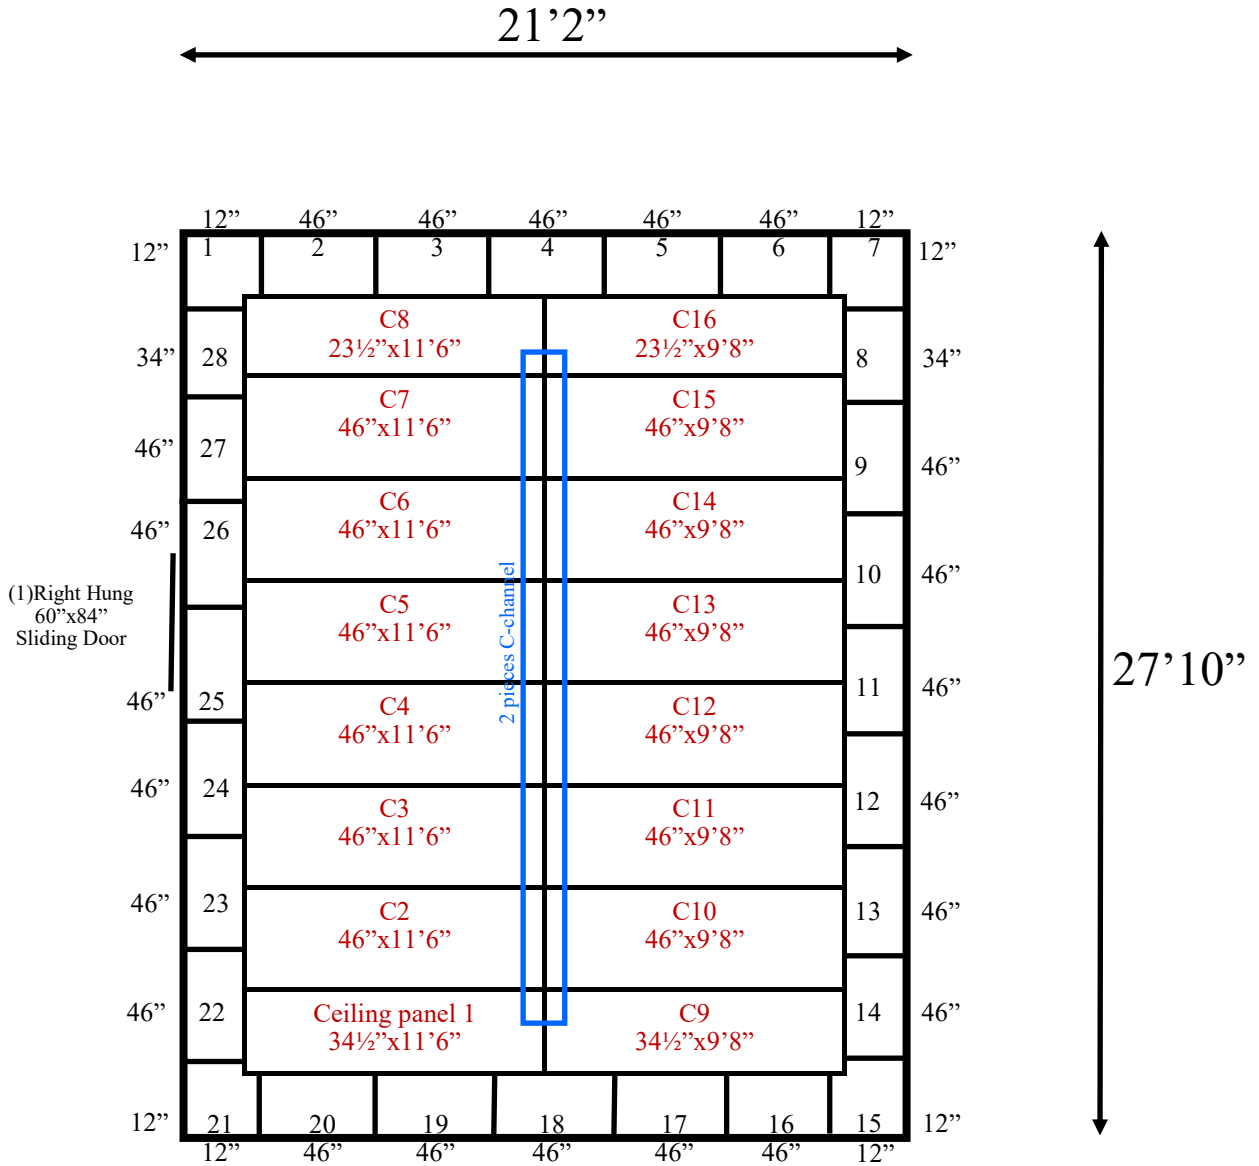 21’2”
12” 46” 46” 46” 46” 46” 12”
12” 1 2 3 4 5 6 7 12”
C8 C16
34” 28 23½”x11’6” 23½”x9’8” 8 34”
C7 C15
46” 27 46”x11’6” 46”x9’8” 9 46”
C6 C14
46” 26 46”x11’6” 46”x9’8” 10 46”
(1)Right Hung
60”x84”
Sliding Door
C5 C13
46”x11’6” 46”x9’8”
2 pieces C-channel
27’10”
46” 25 11 46”
C4 C12
46”x11’6” 46”x9’8”
46” 24 12 46”
C3 C11
46”x11’6” 46”x9’8”
46” 23 13 46”
C2 C10
46”x11’6” 46”x9’8”
46” 22 Ceiling panel 1 C9 14 46”
34½”x11’6” 34½”x9’8”
12” 21 20 19 18 17 16 15 12”
12” 46” 46” 46” 46” 46” 12”